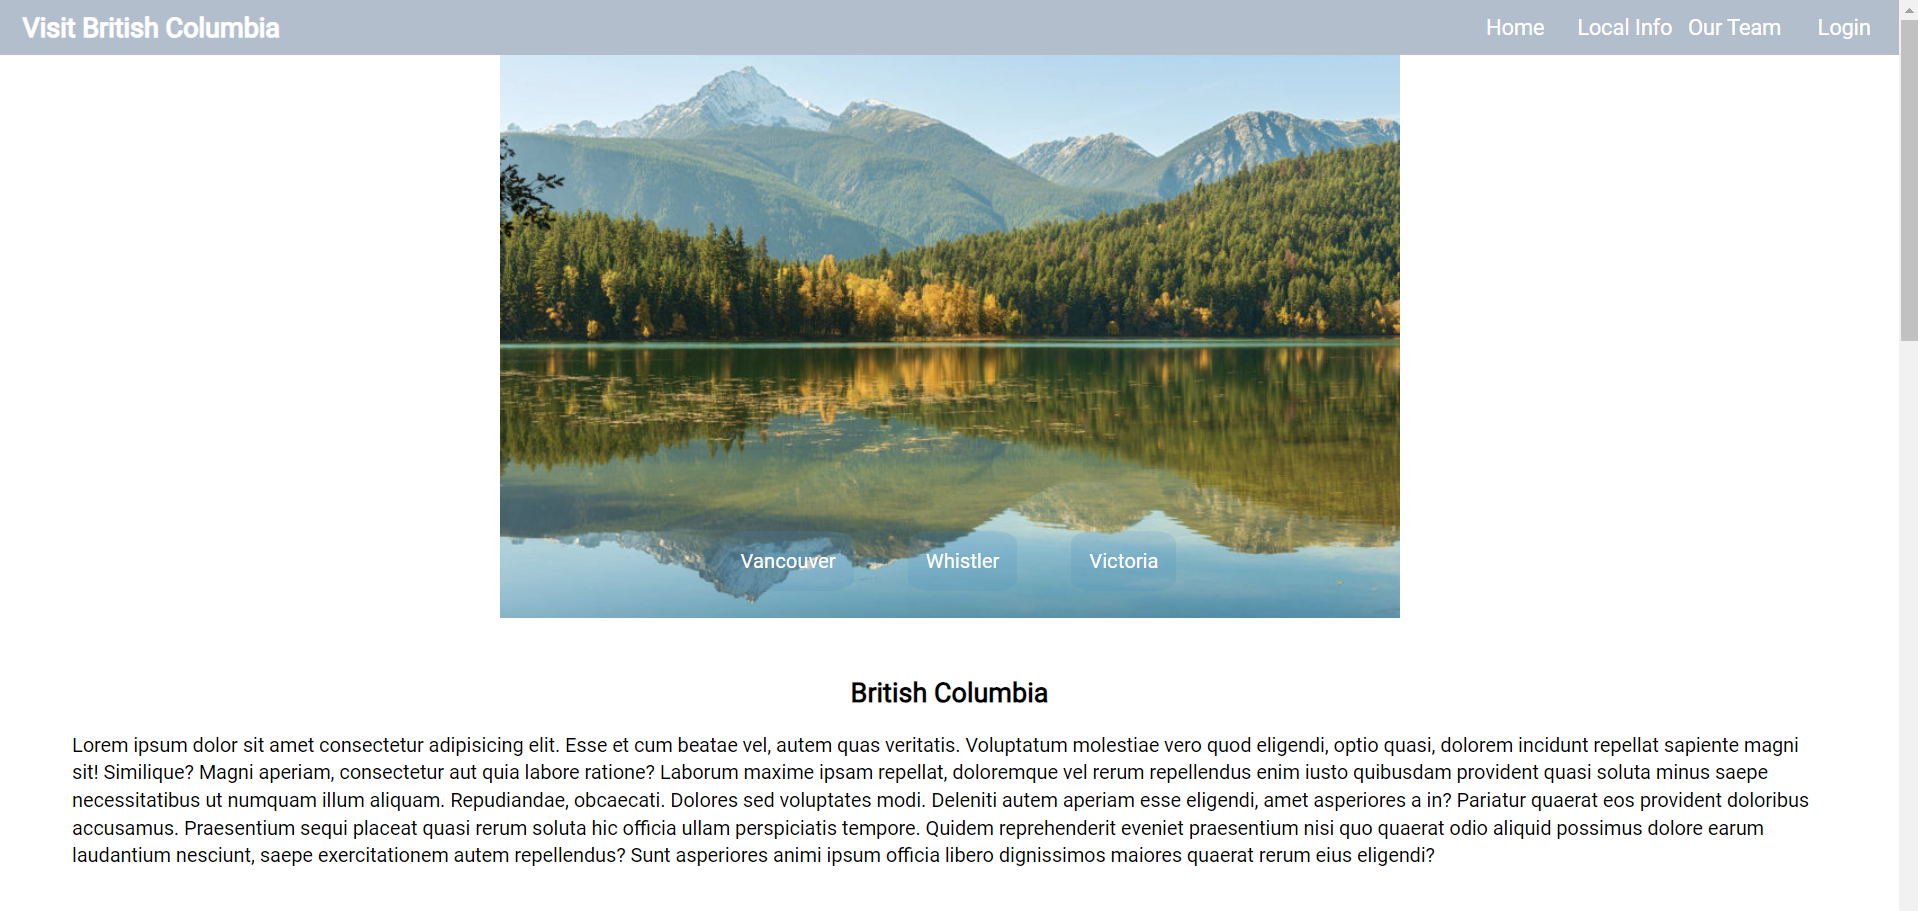 Visit British Columbia
Home Local Info Our Team Login
Vancouver Whistler Victoria
British Columbia
Lorem ipsum dolor sit amet consectetur adipisicing elit. Esse et cum beatae vel, autem quas veritatis. Voluptatum molestiae vero quod eligendi, optio quasi, dolorem incidunt repellat sapiente magni
sit! Similique? Magni aperiam, consectetur aut quia labore ratione? Laborum maxime ipsam repellat, doloremque vel rerum repellendus enim iusto quibusdam provident quasi soluta minus saepe
necessitatibus ut numquam illum aliquam. Repudiandae, obcaecati. Dolores sed voluptates modi. Deleniti autem aperiam esse eligendi, amet asperiores a in? Pariatur quaerat eos provident doloribus
accusamus. Praesentium sequi placeat quasi rerum soluta hic officia ullam perspiciatis tempore. Quidem reprehenderit eveniet praesentium nisi quo quaerat odio aliquid possimus dolore earum
laudantium nesciunt, saepe exercitationem autem repellendus? Sunt asperiores animi ipsum officia libero dignissimos maiores quaerat rerum eius eligendi?